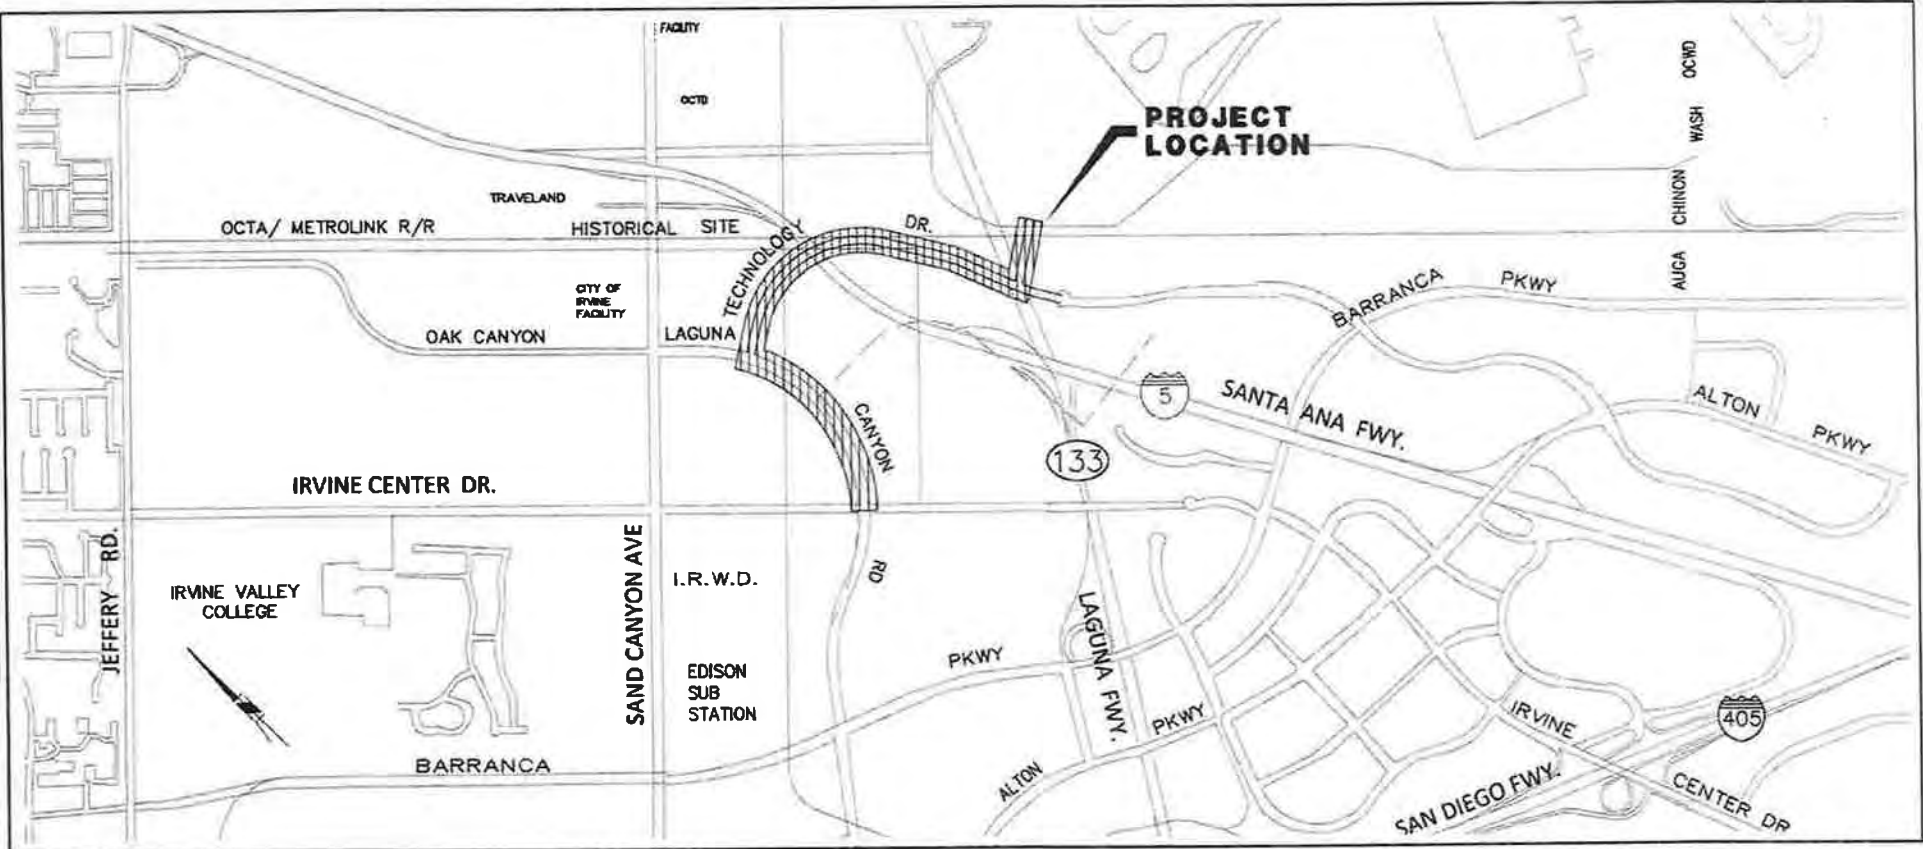 FACILITY
OCTD
PROJECT
LOCATION
WASH OCWD
AUGA CHINON
TRAVELAND
OCTA/ METROLINK R/R
HISTORICAL SITE
TECHNOLOGY DR.
CITY OF
IRVINE
FACILITY
OAK CANYON
LAGUNA CANYON RD
BARRANCA PKWY
5
SANTA ANA FWY.
ALTON PKWY
133
IRVINE CENTER DR.
JEFFERY RD.
SAND CANYON AVE
IRVINE VALLEY
COLLEGE
I.R.W.D.
EDISON
SUB
STATION
BARRANCA PKWY
LAGUNA FWY.
ALTON PKWY
IRVINE CENTER DR
405
SAN DIEGO FWY.